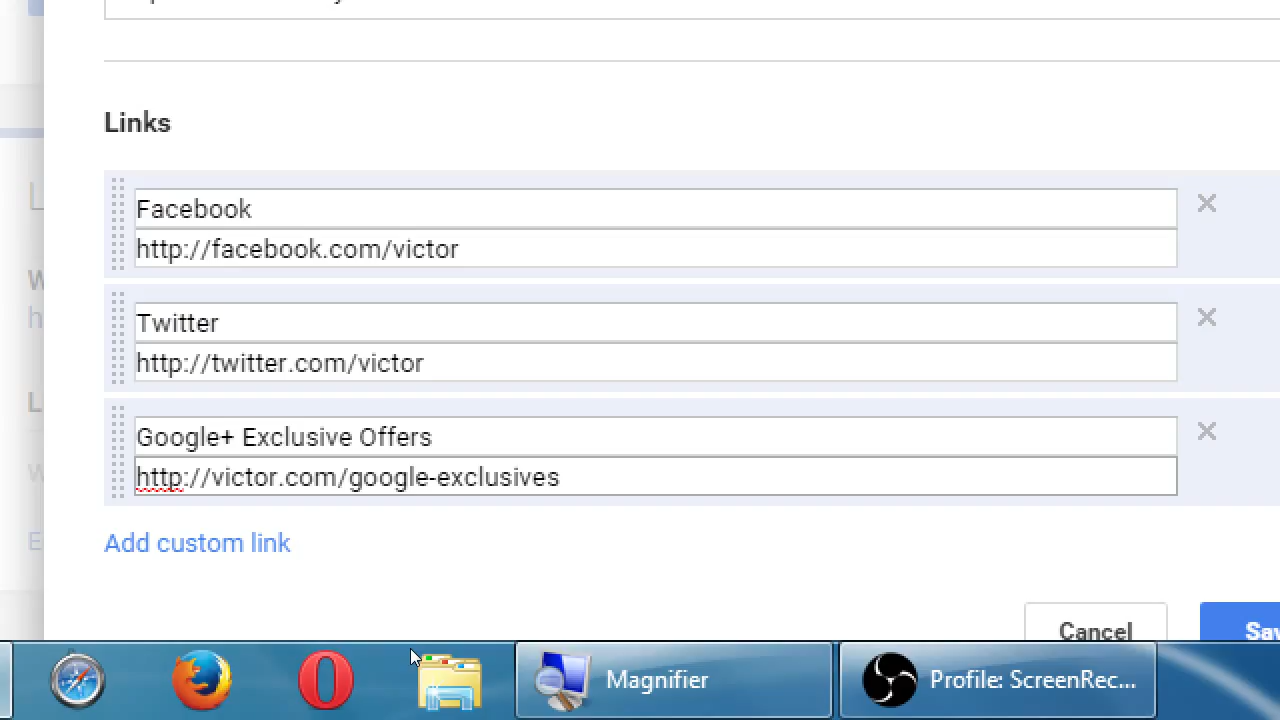 Links
Facebook
http://facebook.com/victor
Twitter
http://twitter.com/victor
Google+ Exclusive Offers
http://victor.com/google-exclusives
Add custom link
Cancel
Magnifier
Profile: ScreenRec...